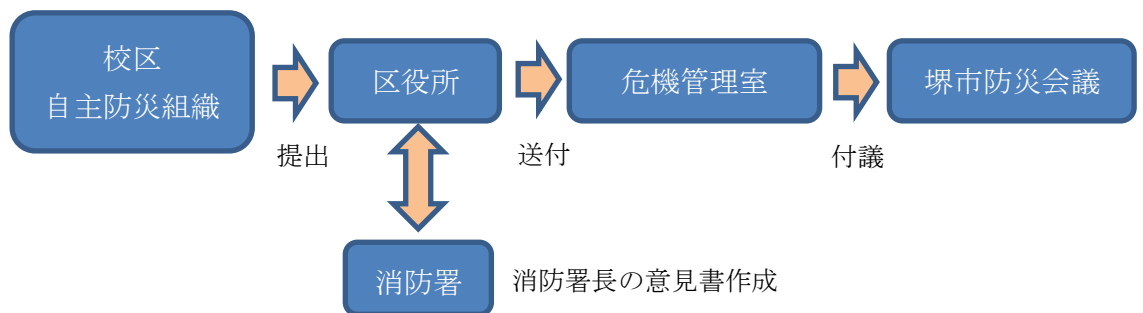 校区
自主防災組織
区役所
危機管理室
堺市防災会議
提出
送付
付議
消防署
消防署長の意見書作成